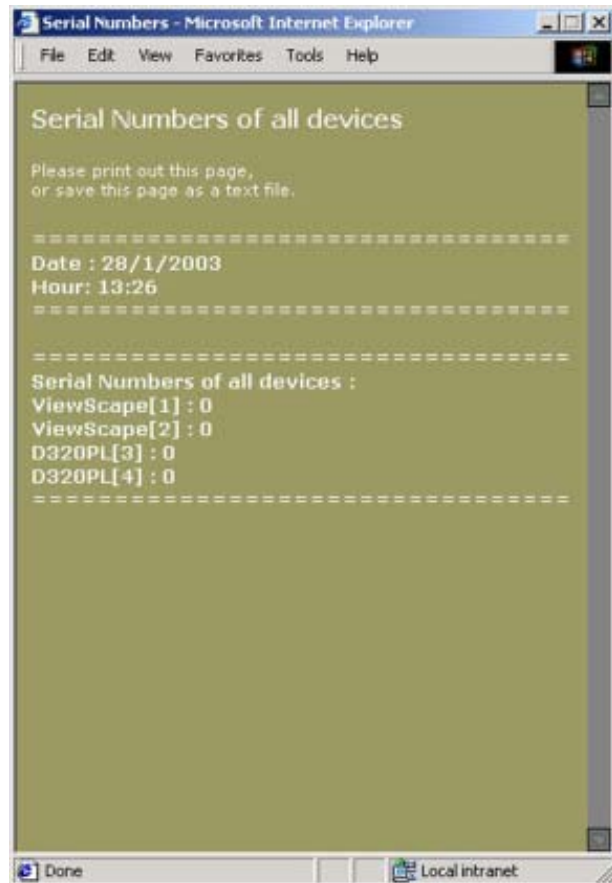 Serial Numbers - Microsoft Internet Explorer
File Edit View Favorites Tools Help
Serial Numbers of all devices
Please print out this page,
or save this page as a text file.
=================================
Date : 28/1/2003
Hour: 13:26
=================================
=================================
Serial Numbers of all devices :
ViewScape[1] : 0
ViewScape[2] : 0
D320PL[3] : 0
D320PL[4] : 0
=================================
Done
Local intranet